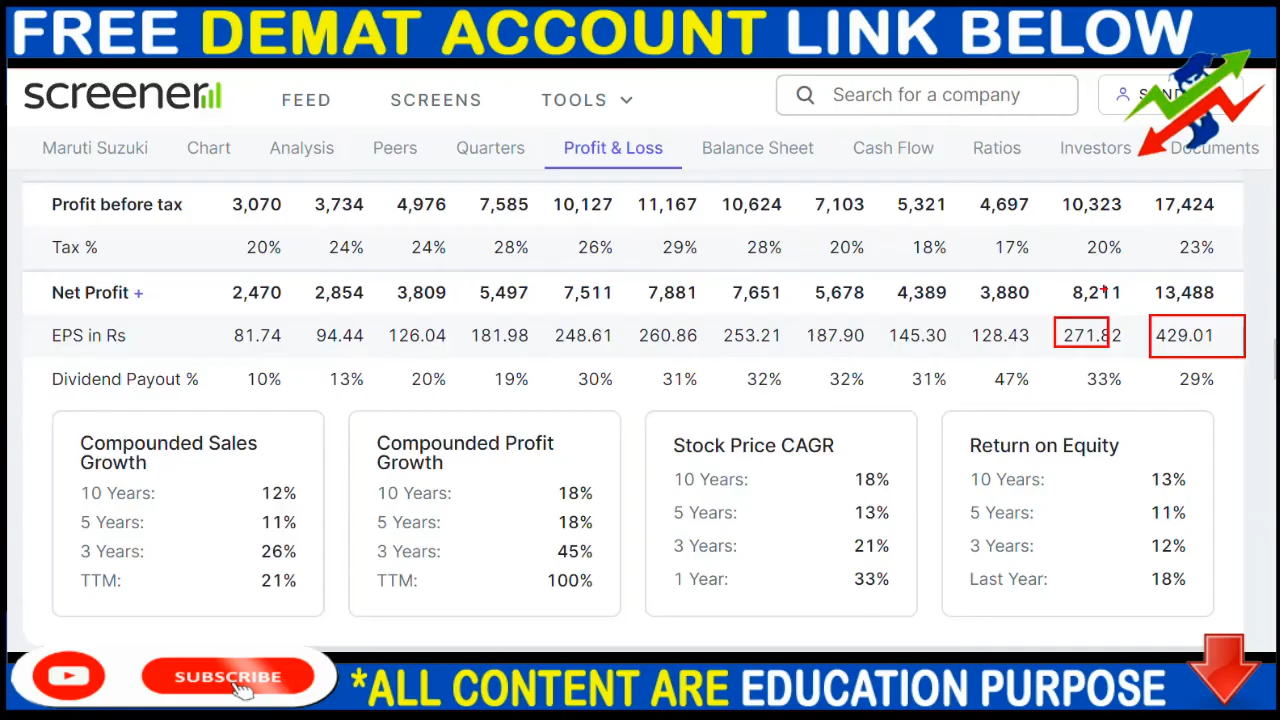 FREE DEMAT ACCOUNT LINK BELOW
screener FEED SCREENS TOOLS Search for a company
Maruti Suzuki Chart Analysis Peers Quarters Profit & Loss Balance Sheet Cash Flow Ratios Investors Documents
Profit before tax 3,070 3,734 4,976 7,585 10,127 11,167 10,624 7,103 5,321 4,697 10,323 17,424
Tax % 20% 24% 24% 28% 26% 29% 28% 20% 18% 17% 20% 23%
Net Profit + 2,470 2,854 3,809 5,497 7,511 7,881 7,651 5,678 4,389 3,880 8,211 13,488
EPS in Rs 81.74 94.44 126.04 181.98 248.61 260.86 253.21 187.90 145.30 128.43 271.82 429.01
Dividend Payout % 10% 13% 20% 19% 30% 31% 32% 32% 31% 47% 33% 29%
Compounded Sales
Growth
10 Years: 12%
5 Years: 11%
3 Years: 26%
TTM: 21%
Compounded Profit
Growth
10 Years: 18%
5 Years: 18%
3 Years: 45%
TTM: 100%
Stock Price CAGR
10 Years: 18%
5 Years: 13%
3 Years: 21%
1 Year: 33%
Return on Equity
10 Years: 13%
5 Years: 11%
3 Years: 12%
Last Year: 18%
SUBSCRIBE
*ALL CONTENT ARE EDUCATION PURPOSE